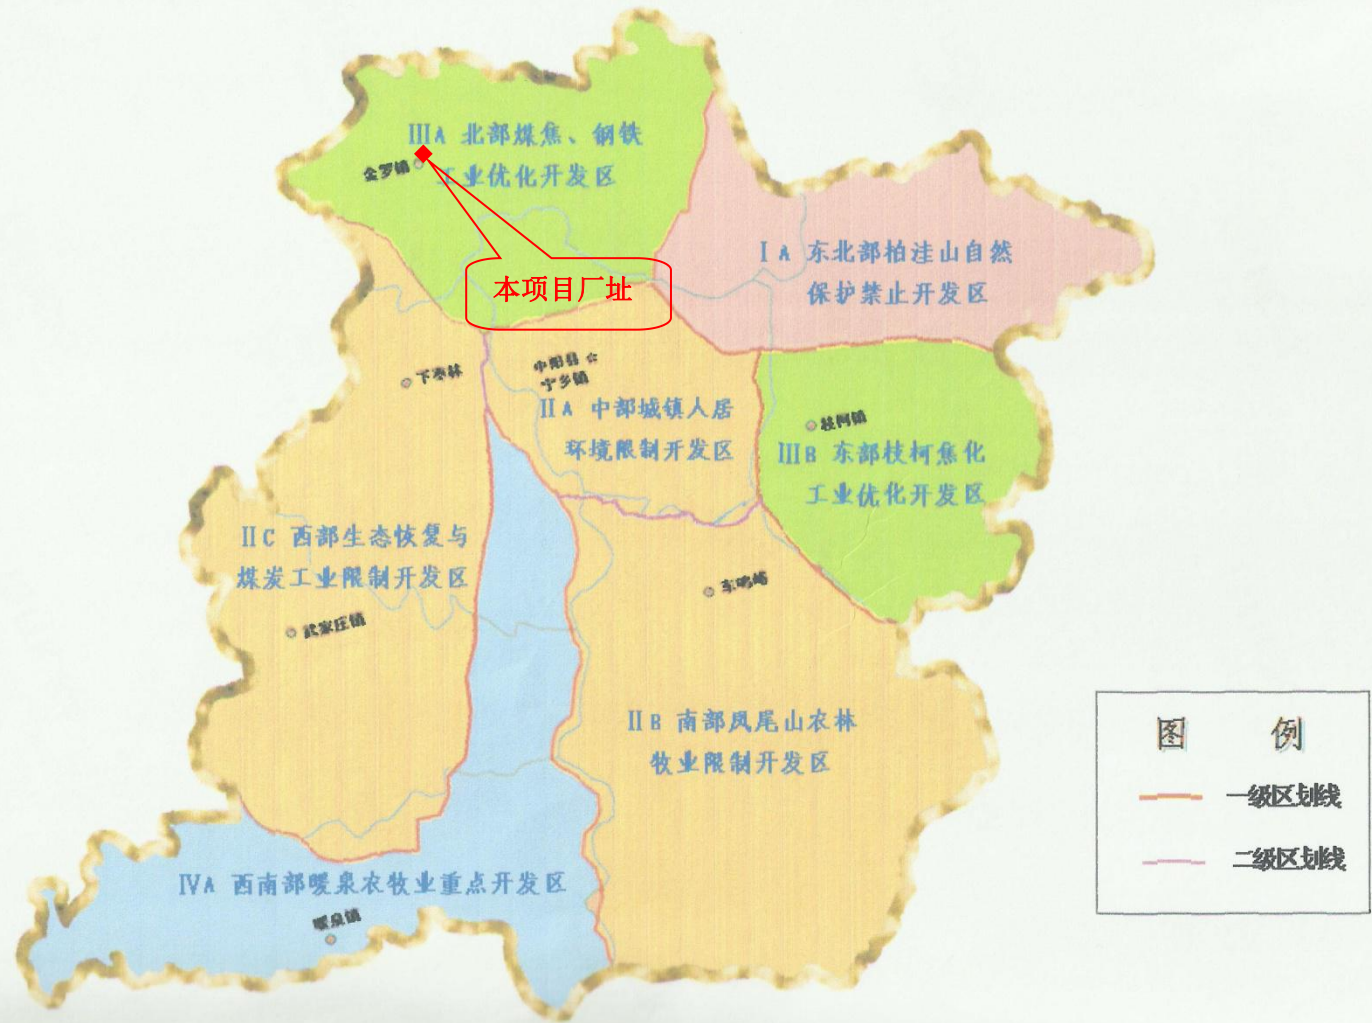 ⅢA 北部煤焦、钢铁
工业优化开发区
金罗镇
ⅠA 东北部柏洼山自然
保护禁止开发区
本项目厂址
下枣林
中阳县
宁乡镇
ⅡA 中部城镇人居
环境限制开发区
枝柯镇
ⅢB 东部枝柯焦化
工业优化开发区
ⅡC 西部生态恢复与
煤炭工业限制开发区
车鸣峪
武家庄镇
ⅡB 南部凤尾山农林
牧业限制开发区
图 例
一级区划线
二级区划线
ⅣA 西南部暖泉农牧业重点开发区
暖泉镇